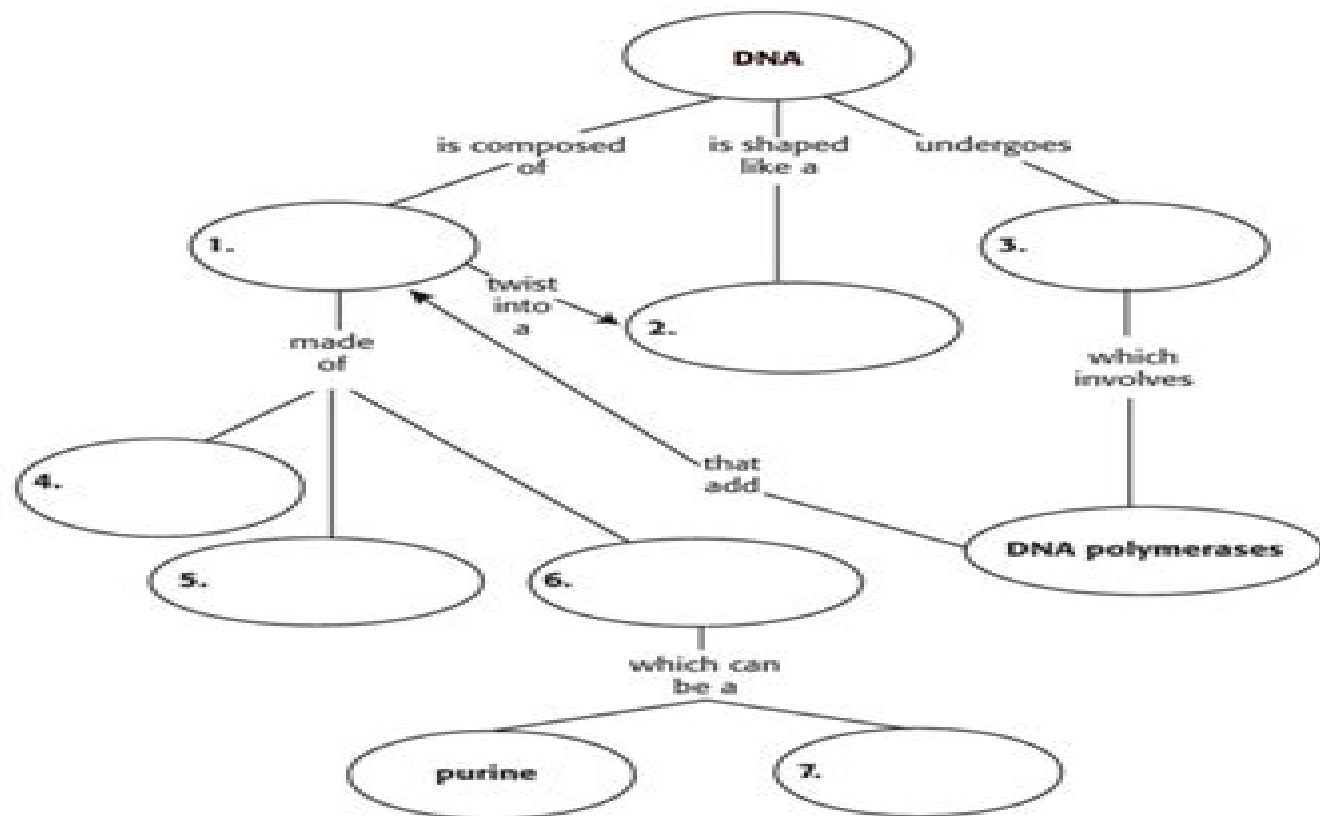 DNA
is composed
of
is shaped
like a
undergoes
1.
3.
twist
into
a
2.
made
of
which
involves
4.
that
add
DNA polymerases
5.
6.
which can
be a
purine
7.